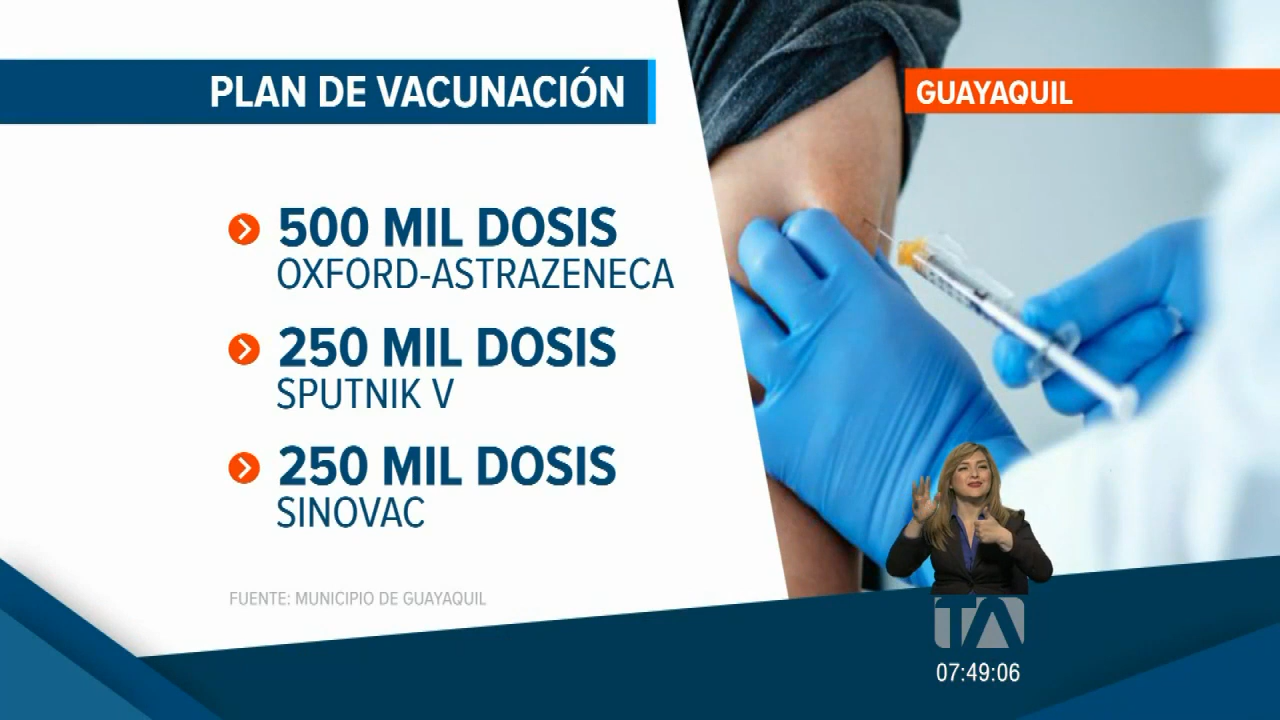 PLAN DE VACUNACIÓN
GUAYAQUIL
500 MIL DOSIS
OXFORD-ASTRAZENECA
250 MIL DOSIS
SPUTNIK V
250 MIL DOSIS
SINOVAC
FUENTE: MUNICIPIO DE GUAYAQUIL
TA
07:49:06